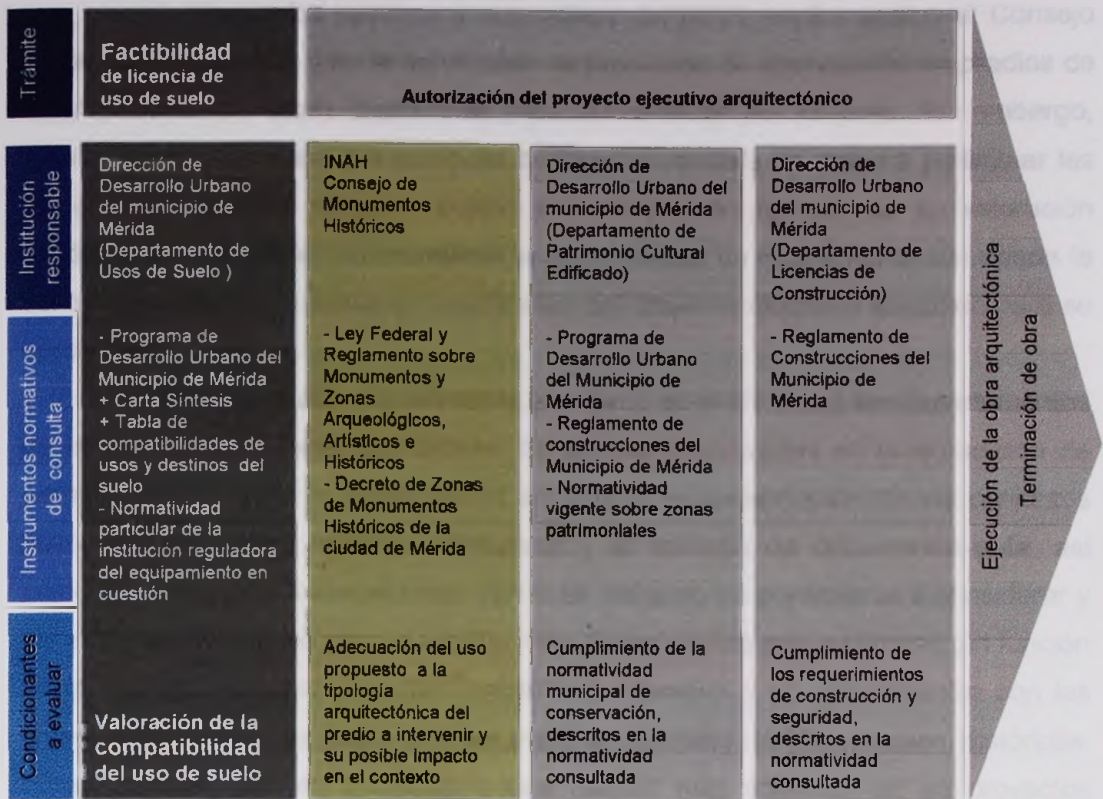 Trámite
Factibilidad
de licencia de
uso de suelo
Autorización del proyecto ejecutivo arquitectónico
Institución
responsable
Dirección de
Desarrollo Urbano
del municipio de
Mérida
(Departamento de
Usos de Suelo )
INAH
Consejo de
Monumentos
Históricos
Dirección de
Desarrollo Urbano del
municipio de Mérida
(Departamento de
Patrimonio Cultural
Edificado)
Dirección de
Desarrollo Urbano
del municipio de
Mérida
(Departamento de
Licencias de
Construcción)
Instrumentos normativos
de consulta
- Programa de
Desarrollo Urbano del
Municipio de Mérida
+ Carta Síntesis
+ Tabla de
compatibilidades de
usos y destinos del
suelo
- Normatividad
particular de la
institución reguladora
del equipamiento en
cuestión
- Ley Federal y
Reglamento sobre
Monumentos y
Zonas
Arqueológicos,
Artísticos e
Históricos
- Decreto de Zonas
de Monumentos
Históricos de la
ciudad de Mérida
- Programa de
Desarrollo Urbano
del Municipio de
Mérida
- Reglamento de
construcciones del
Municipio de Mérida
- Normatividad
vigente sobre zonas
patrimoniales
- Reglamento de
Construcciones del
Municipio de
Mérida
Condicionantes
a evaluar
Valoración de la
compatibilidad
del uso de suelo
Adecuación del uso
propuesto a la
tipología
arquitectónica del
predio a intervenir y
su posible impacto
en el contexto
Cumplimiento de la
normatividad
municipal de
conservación,
descritos en la
normatividad
consultada
Cumplimiento de
los requerimientos
de construcción y
seguridad,
descritos en la
normatividad
consultada
Ejecución de la obra arquitectónica
Terminación de obra